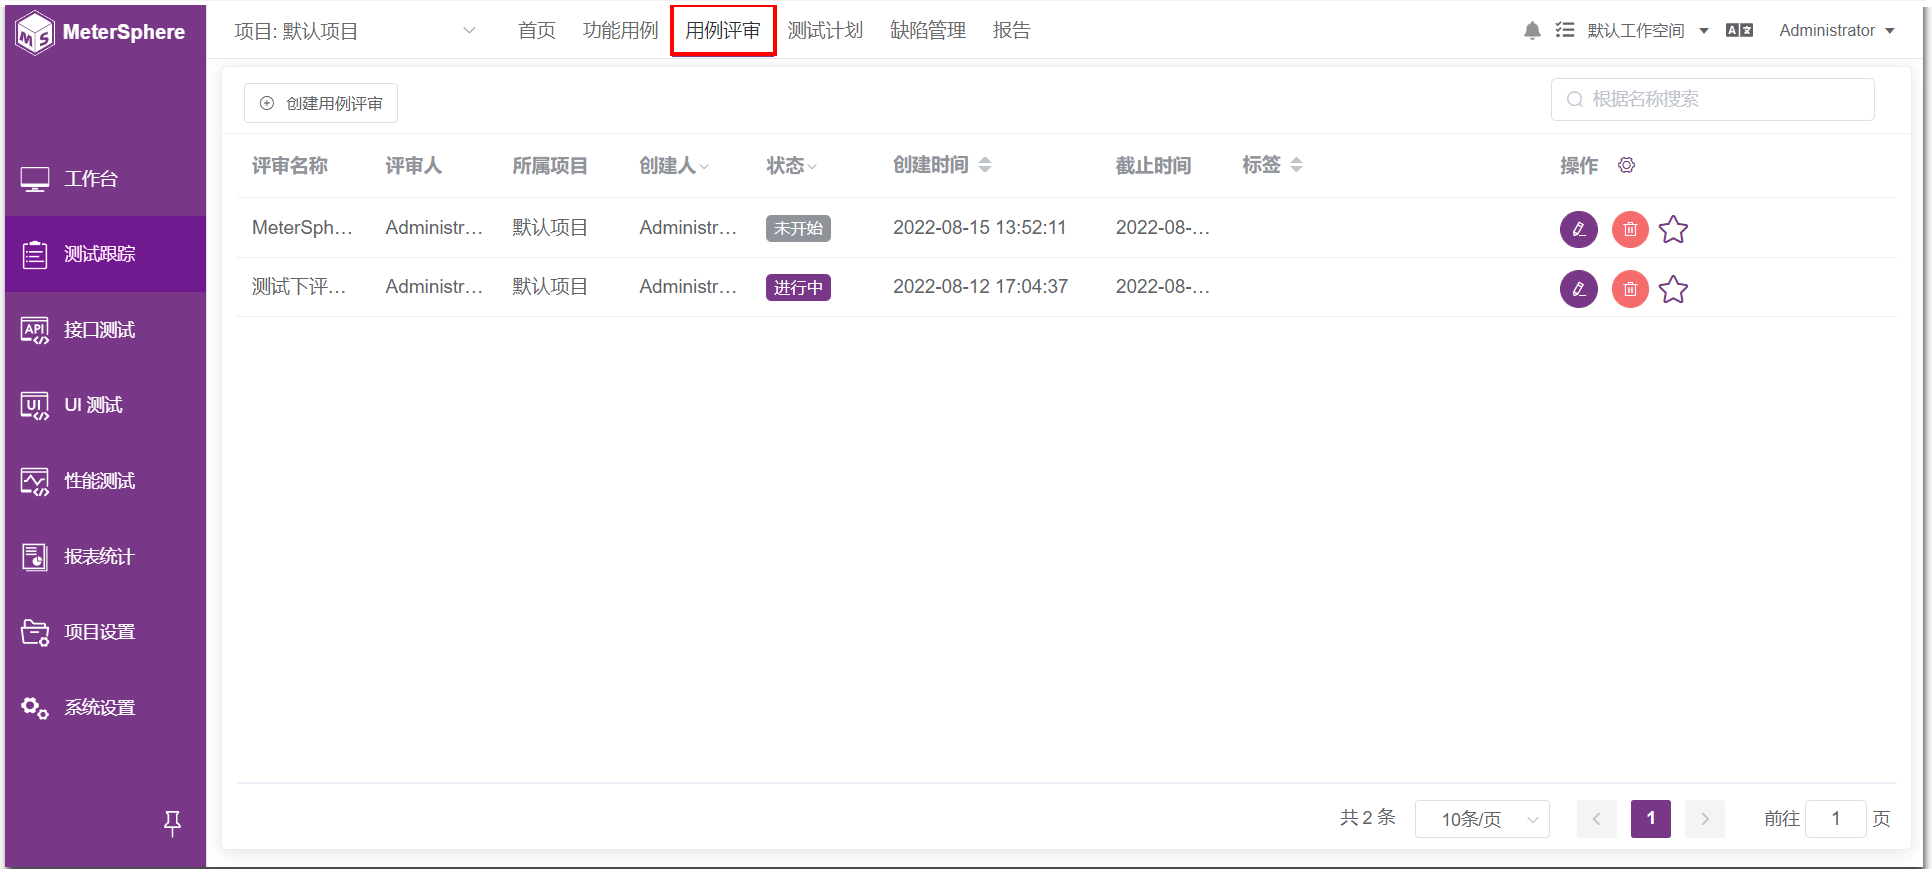 MeterSphere
项目: 默认项目
首页
功能用例
用例评审
测试计划
缺陷管理
报告
默认工作空间
Administrator
创建用例评审
根据名称搜索
工作台
测试跟踪
接口测试
UI 测试
性能测试
报表统计
项目设置
系统设置
评审名称 评审人 所属项目 创建人 状态 创建时间 截止时间 标签 操作
MeterSph... Administr... 默认项目 Administr... 未开始 2022-08-15 13:52:11 2022-08-...
测试下评... Administr... 默认项目 Administr... 进行中 2022-08-12 17:04:37 2022-08-...
共 2 条 10条/页 1 前往 1 页